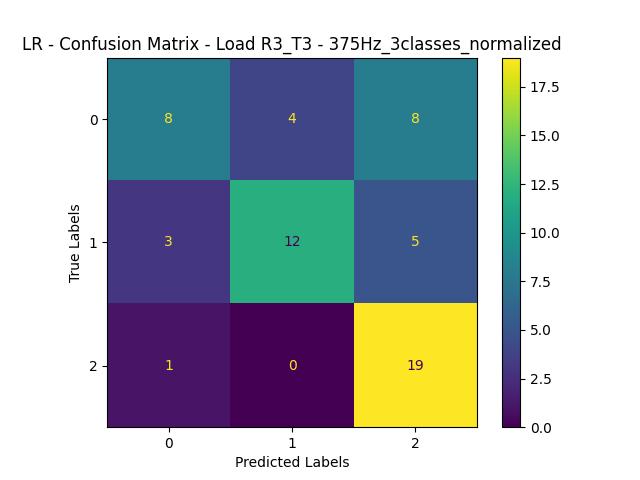 LR - Confusion Matrix - Load R3_T3 - 375Hz_3classes_normalized
True Labels
0 8 4 8
1 3 12 5
2 1 0 19
0 1 2
Predicted Labels
17.5
15.0
12.5
10.0
7.5
5.0
2.5
0.0